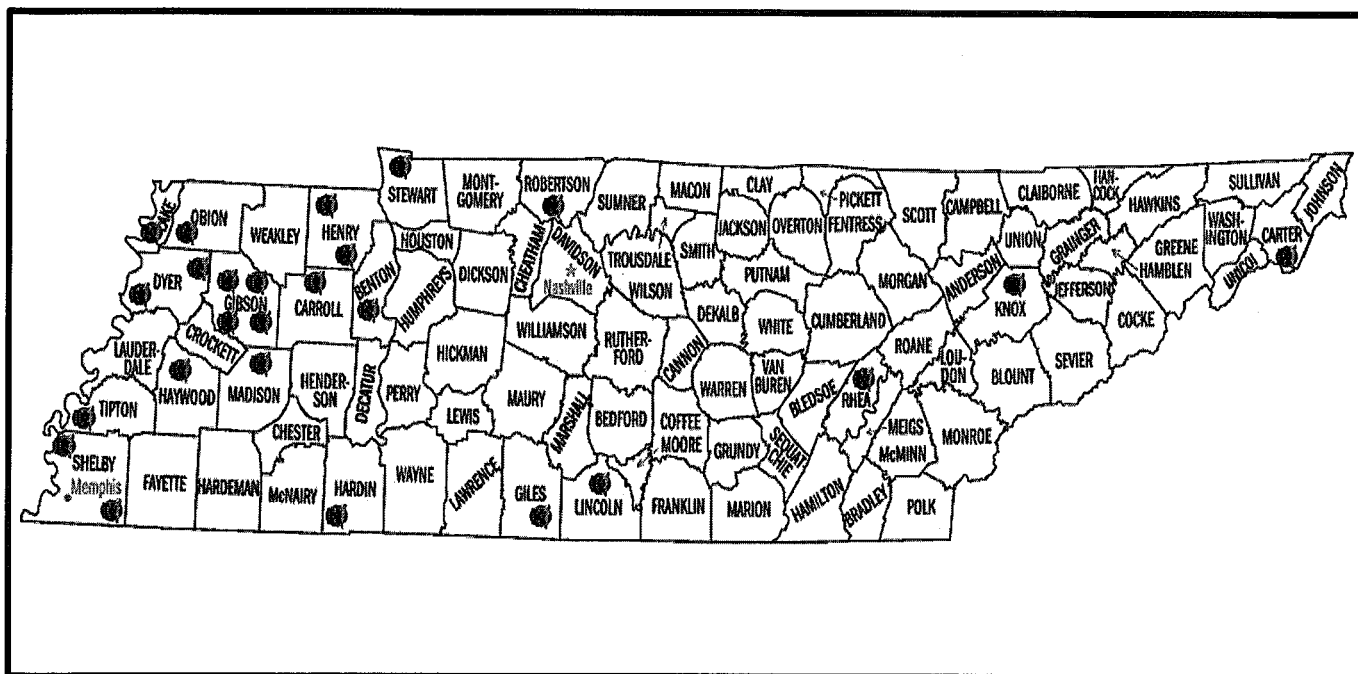 STEWART
MONT-
GOMERY
ROBERTSON
SUMNER
MACON
CLAY
PICKETT
FENTRESS
SCOTT
CAMPBELL
CLAIBORNE
HAN-
COCK
HAWKINS
SULLIVAN
JOHNSON
LAKE
OBION
WEAKLEY
HENRY
HOUSTON
CHEATHAM
DAVIDSON
Nashville
TROUSDALE
SMITH
JACKSON
OVERTON
UNION
GRAINGER
GREENE
HAMBLEN
WASH-
INGTON
CARTER
UNICOI
DYER
GIBSON
CARROLL
BENTON
HUMPHREYS
DICKSON
WILSON
PUTNAM
MORGAN
ANDERSON
KNOX
JEFFERSON
COCKE
LAUDER-
DALE
CROCKETT
HAYWOOD
MADISON
HENDER-
SON
DECATUR
PERRY
HICKMAN
WILLIAMSON
RUTHER-
FORD
CANNON
DEKALB
WHITE
CUMBERLAND
ROANE
LOU-
DON
BLOUNT
SEVIER
TIPTON
CHESTER
LEWIS
MAURY
MARSHALL
BEDFORD
COFFEE
MOORE
WARREN
VAN
BUREN
BLEDSOE
RHEA
MEIGS
McMINN
MONROE
SHELBY
Memphis
FAYETTE
HARDEMAN
McNAIRY
HARDIN
WAYNE
LAWRENCE
GILES
LINCOLN
FRANKLIN
GRUNDY
MARION
SEQUAT-
CHIE
HAMILTON
BRADLEY
POLK